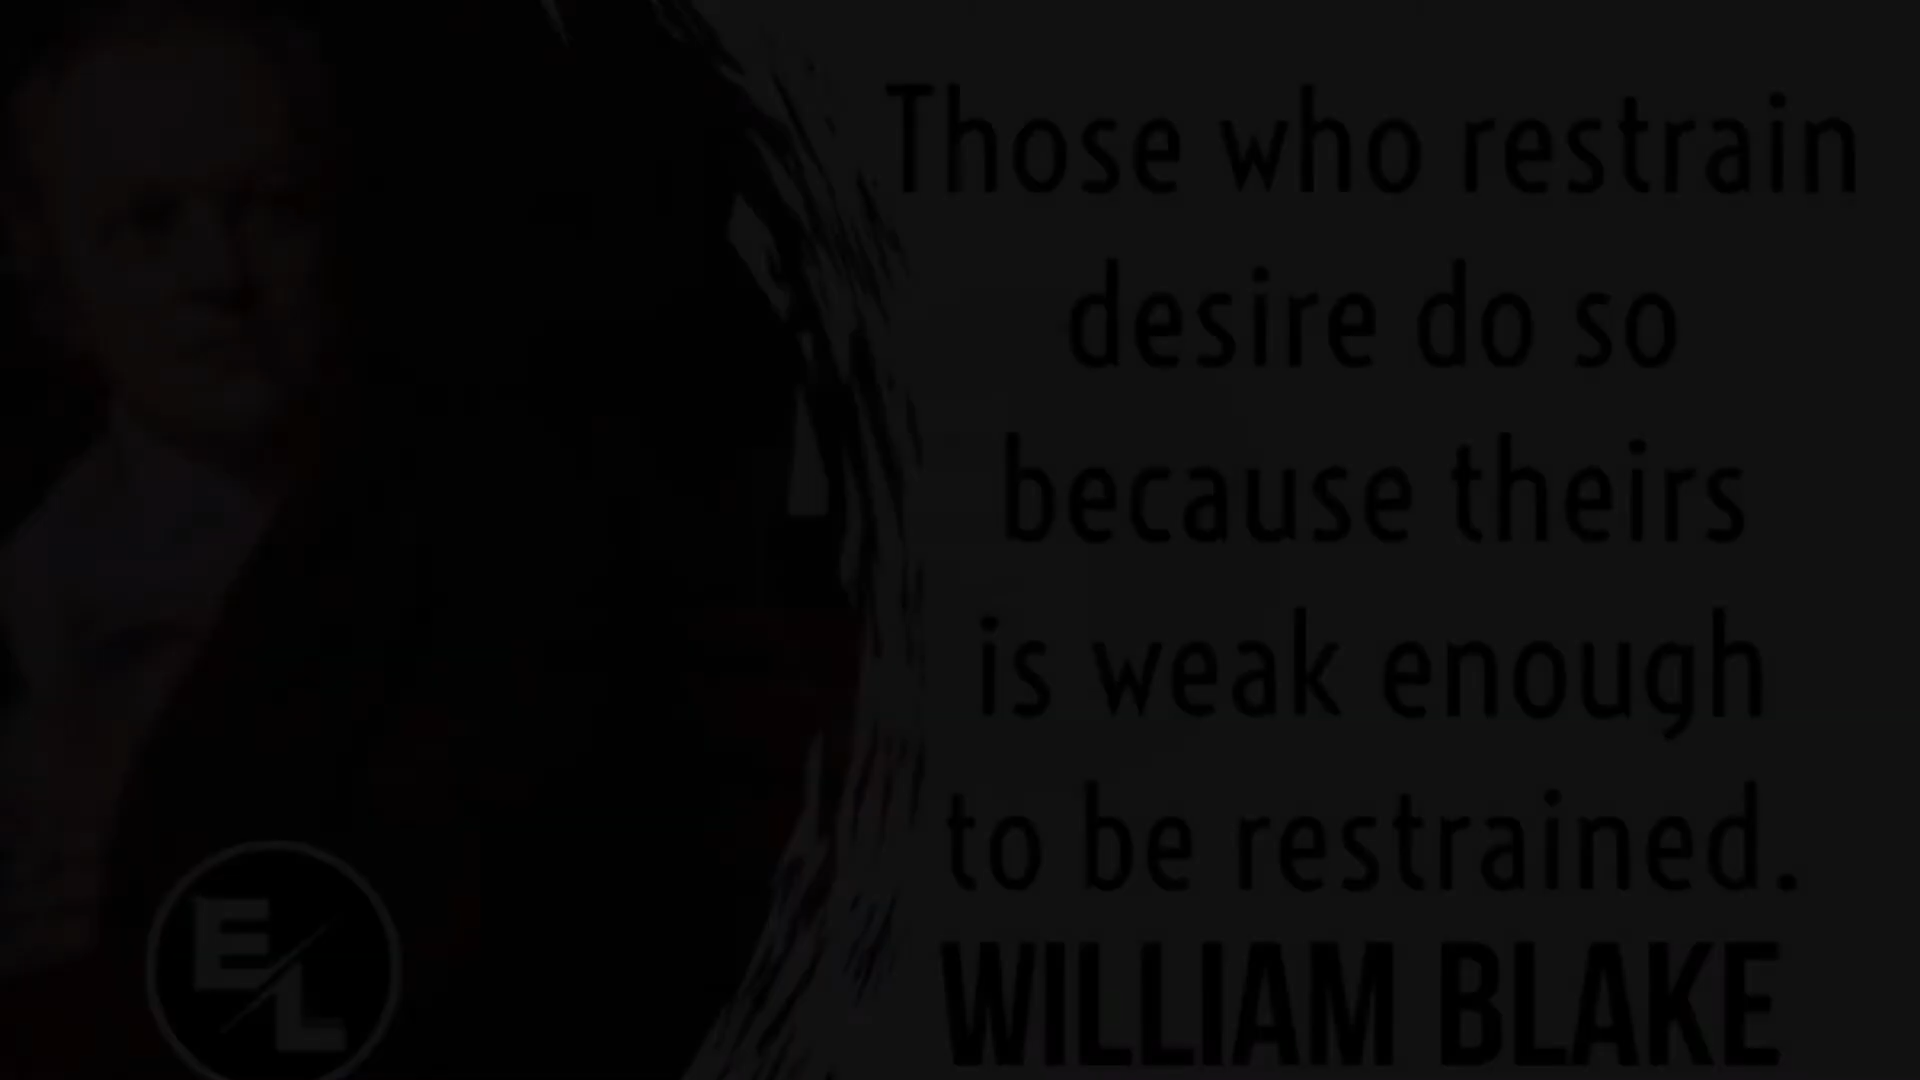 Those who restrain
desire do so
because theirs
is weak enough
to be restrained.
WILLIAM BLAKE
E/L